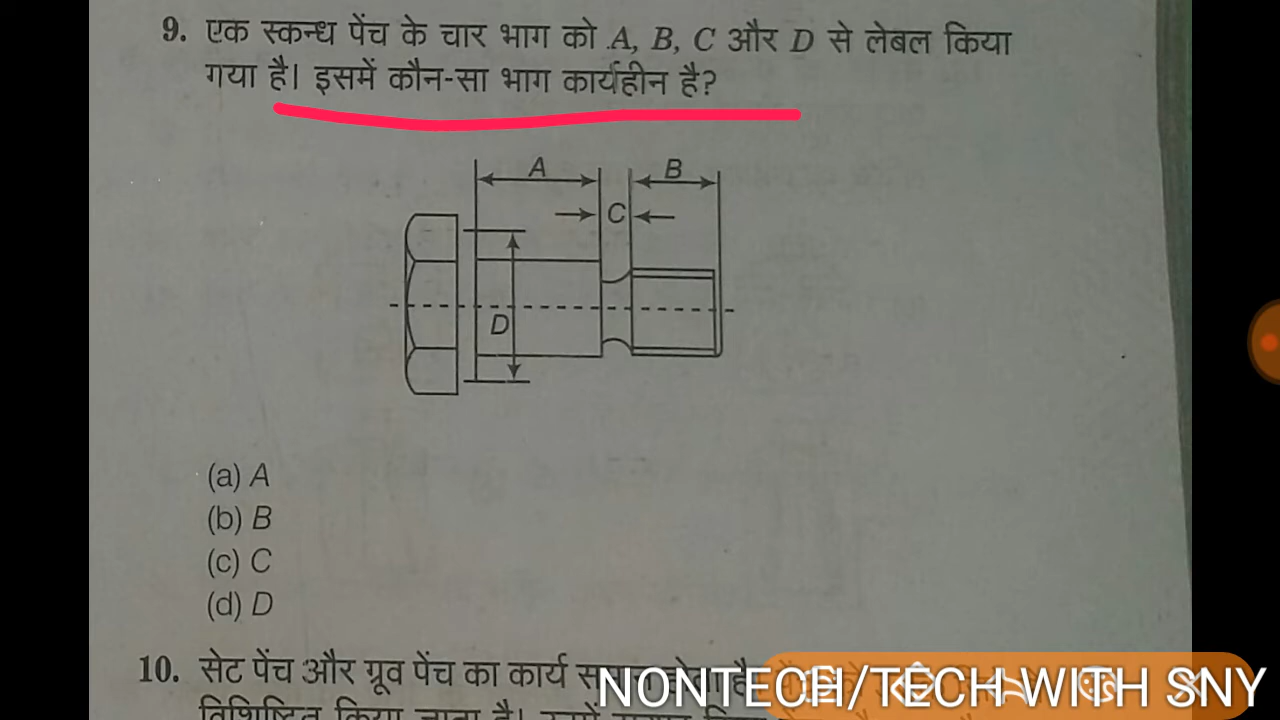 9. एक स्कन्ध पेंच के चार भाग को A, B, C और D से लेबल किया
गया है। इसमें कौन-सा भाग कार्यहीन है?
A
B
C
D
(a) A
(b) B
(c) C
(d) D
10. सेट पेंच और ग्रूव पेंच का कार्य
NONTECH/TECH WITH SNY